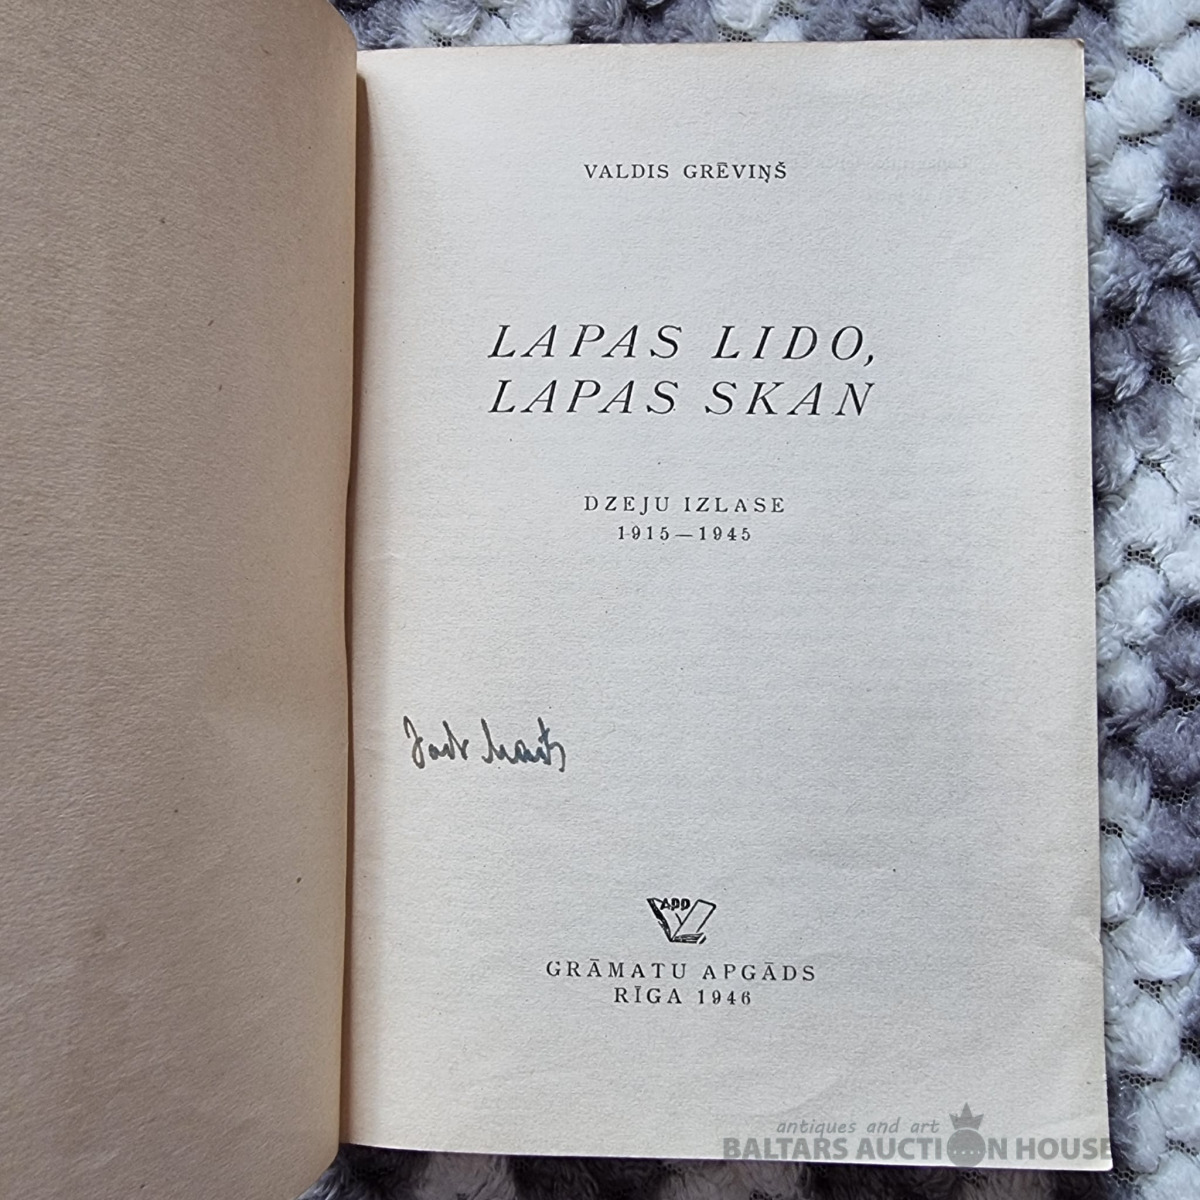 VALDIS GRĒVIŅŠ
LAPAS LIDO,
LAPAS SKAN
DZEJU IZLASE
1915—1945
APP
GRĀMATU APGĀDS
RĪGA 1946
antiques and art
BALTARS AUCTION HOUSE